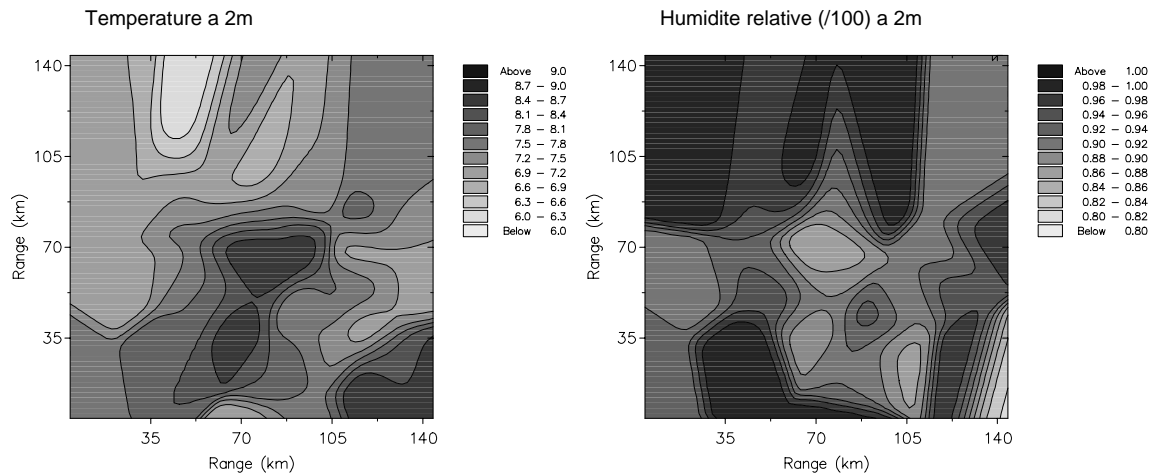 Temperature a 2m
140
105
70
35
Range (km)
35 70 105 140
Range (km)
Above 9.0
8.7 – 9.0
8.4 – 8.7
8.1 – 8.4
7.8 – 8.1
7.5 – 7.8
7.2 – 7.5
6.9 – 7.2
6.6 – 6.9
6.3 – 6.6
6.0 – 6.3
Below 6.0
Humidite relative (/100) a 2m
140
105
70
35
Range (km)
35 70 105 140
Range (km)
Above 1.00
0.98 – 1.00
0.96 – 0.98
0.94 – 0.96
0.92 – 0.94
0.90 – 0.92
0.88 – 0.90
0.86 – 0.88
0.84 – 0.86
0.82 – 0.84
0.80 – 0.82
Below 0.80